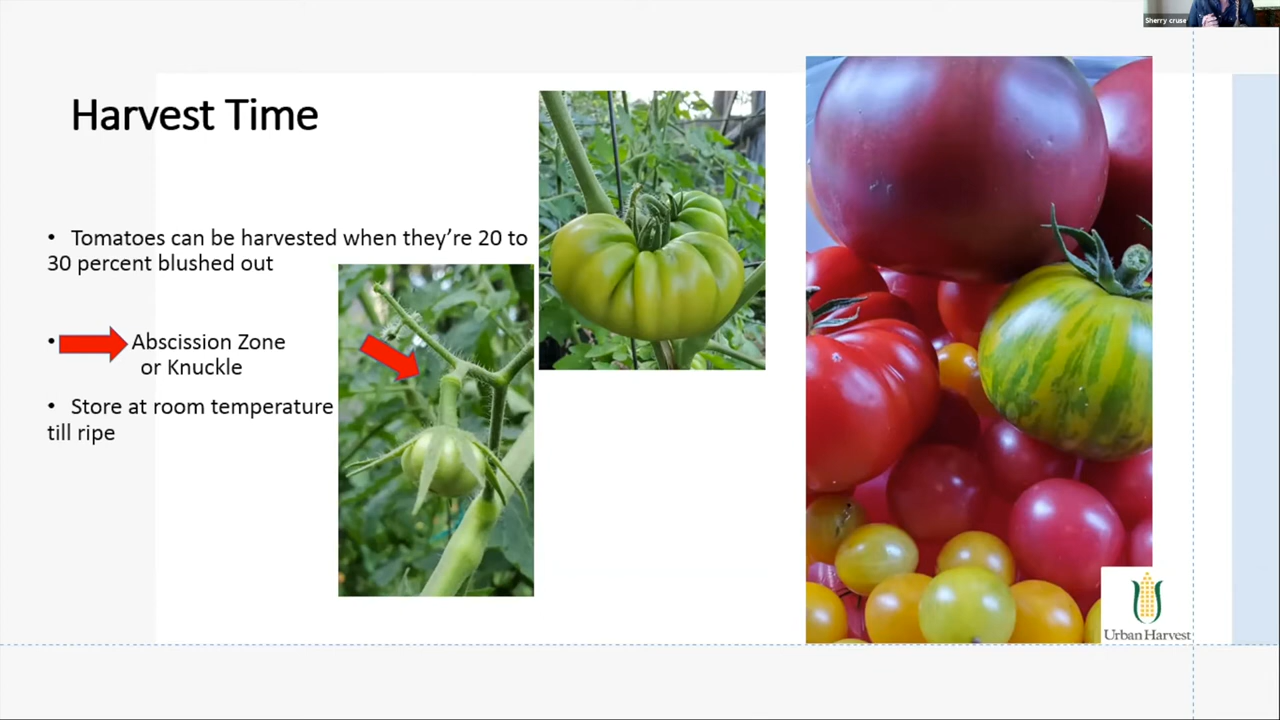 Sherry cruse
Harvest Time
• Tomatoes can be harvested when they’re 20 to
30 percent blushed out
• Abscission Zone
or Knuckle
• Store at room temperature
till ripe
Urban Harvest